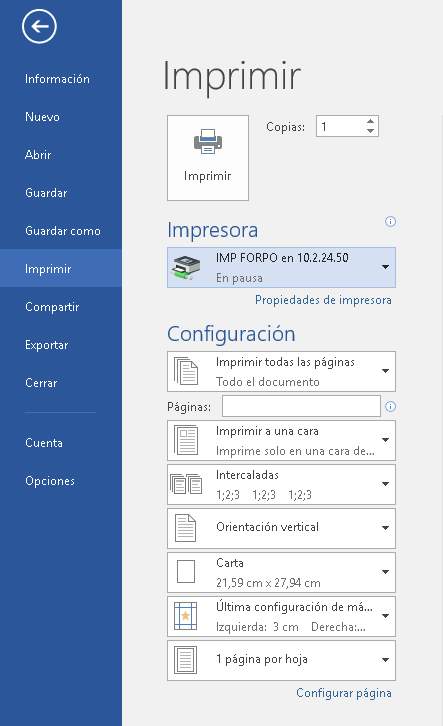 Imprimir
Información
Nuevo
Abrir
Guardar
Guardar como
Imprimir
Compartir
Exportar
Cerrar
Cuenta
Opciones
Imprimir
Copias: 1
Impresora
IMP FORPO en 10.2.24.50
En pausa
Propiedades de impresora
Configuración
Imprimir todas las páginas
Todo el documento
Páginas:
Imprimir a una cara
Imprime solo en una cara de...
Intercaladas
1;2;3 1;2;3 1;2;3
Orientación vertical
Carta
21,59 cm x 27,94 cm
Última configuración de má...
Izquierda: 3 cm Derecha:...
1 página por hoja
Configurar página